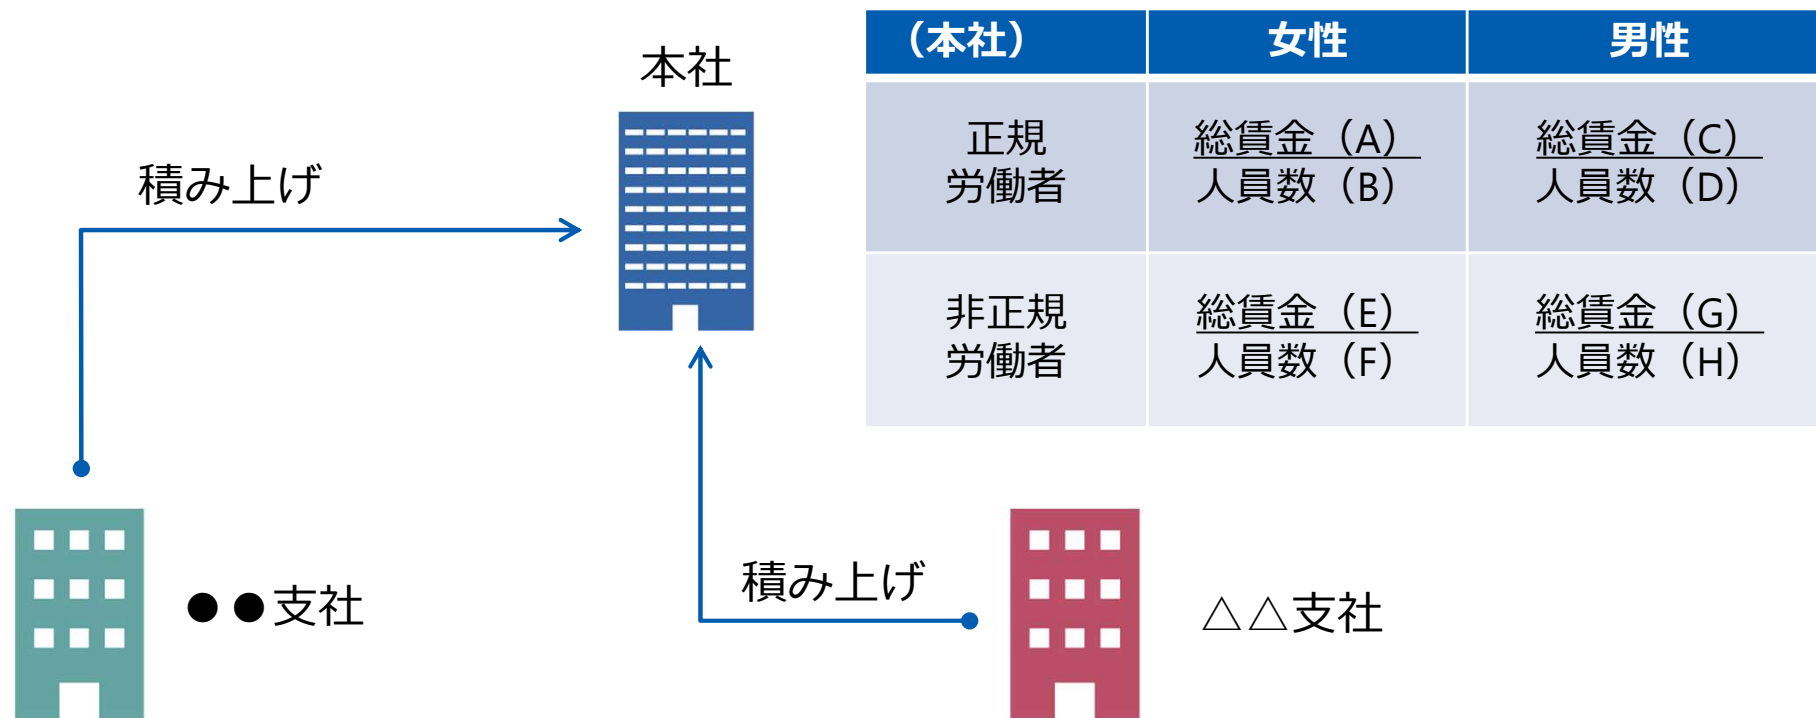 本社
積み上げ
(本社) 女性 男性
正規
労働者
総賃金(A)
人員数(B)
総賃金(C)
人員数(D)
非正規
労働者
総賃金(E)
人員数(F)
総賃金(G)
人員数(H)
●●支社
積み上げ
△△支社